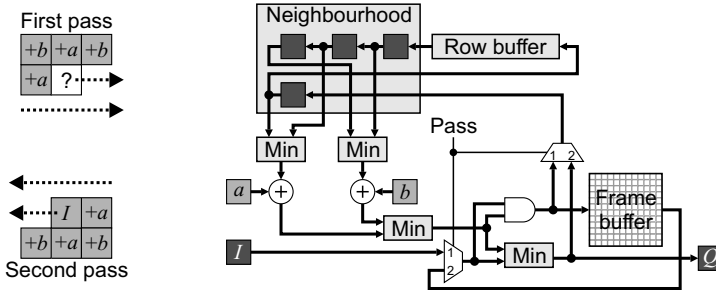 First pass
+b +a +b
+a ?
I +a
+b +a +b
Second pass
Neighbourhood
Row buffer
Min Min
Pass
1 2
a + + b
Min
Frame
buffer
I
1
2
Min
Q